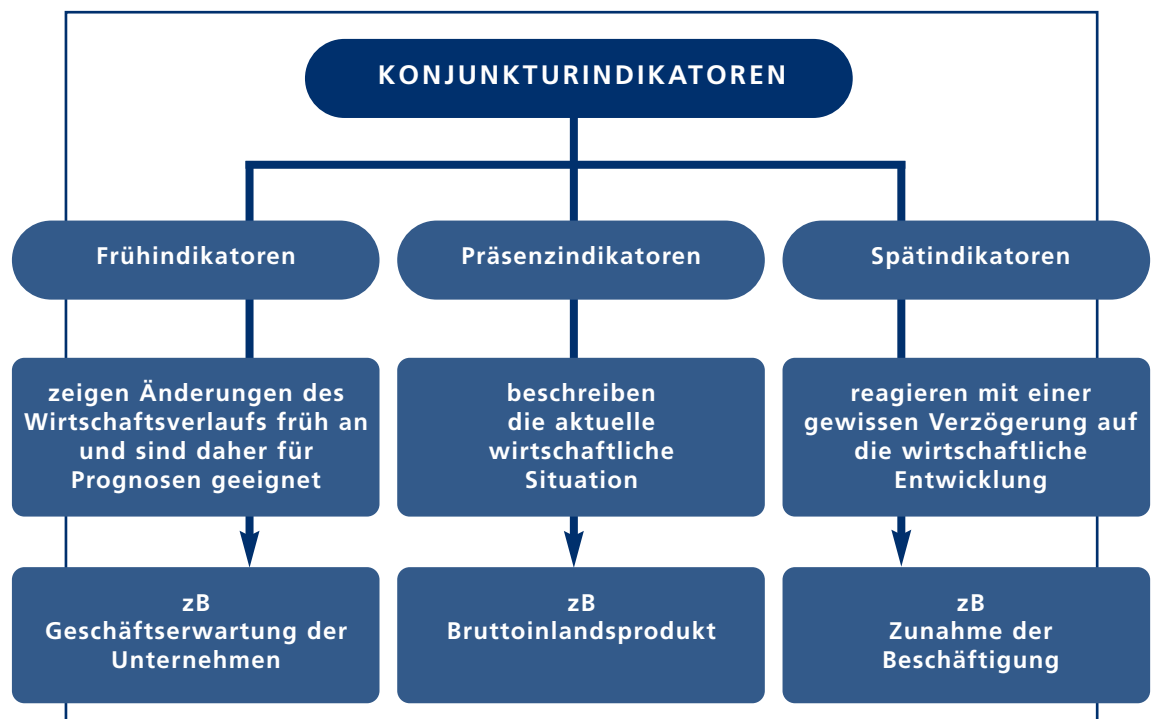 KONJUNKTURINDIKATOREN
Frühindikatoren
Präsenzindikatoren
Spätindikatoren
zeigen Änderungen des
Wirtschaftsverlaufs früh an
und sind daher für
Prognosen geeignet
beschreiben
die aktuelle
wirtschaftliche
Situation
reagieren mit einer
gewissen Verzögerung auf
die wirtschaftliche
Entwicklung
zB
Geschäftserwartung der
Unternehmen
zB
Bruttoinlandsprodukt
zB
Zunahme der
Beschäftigung